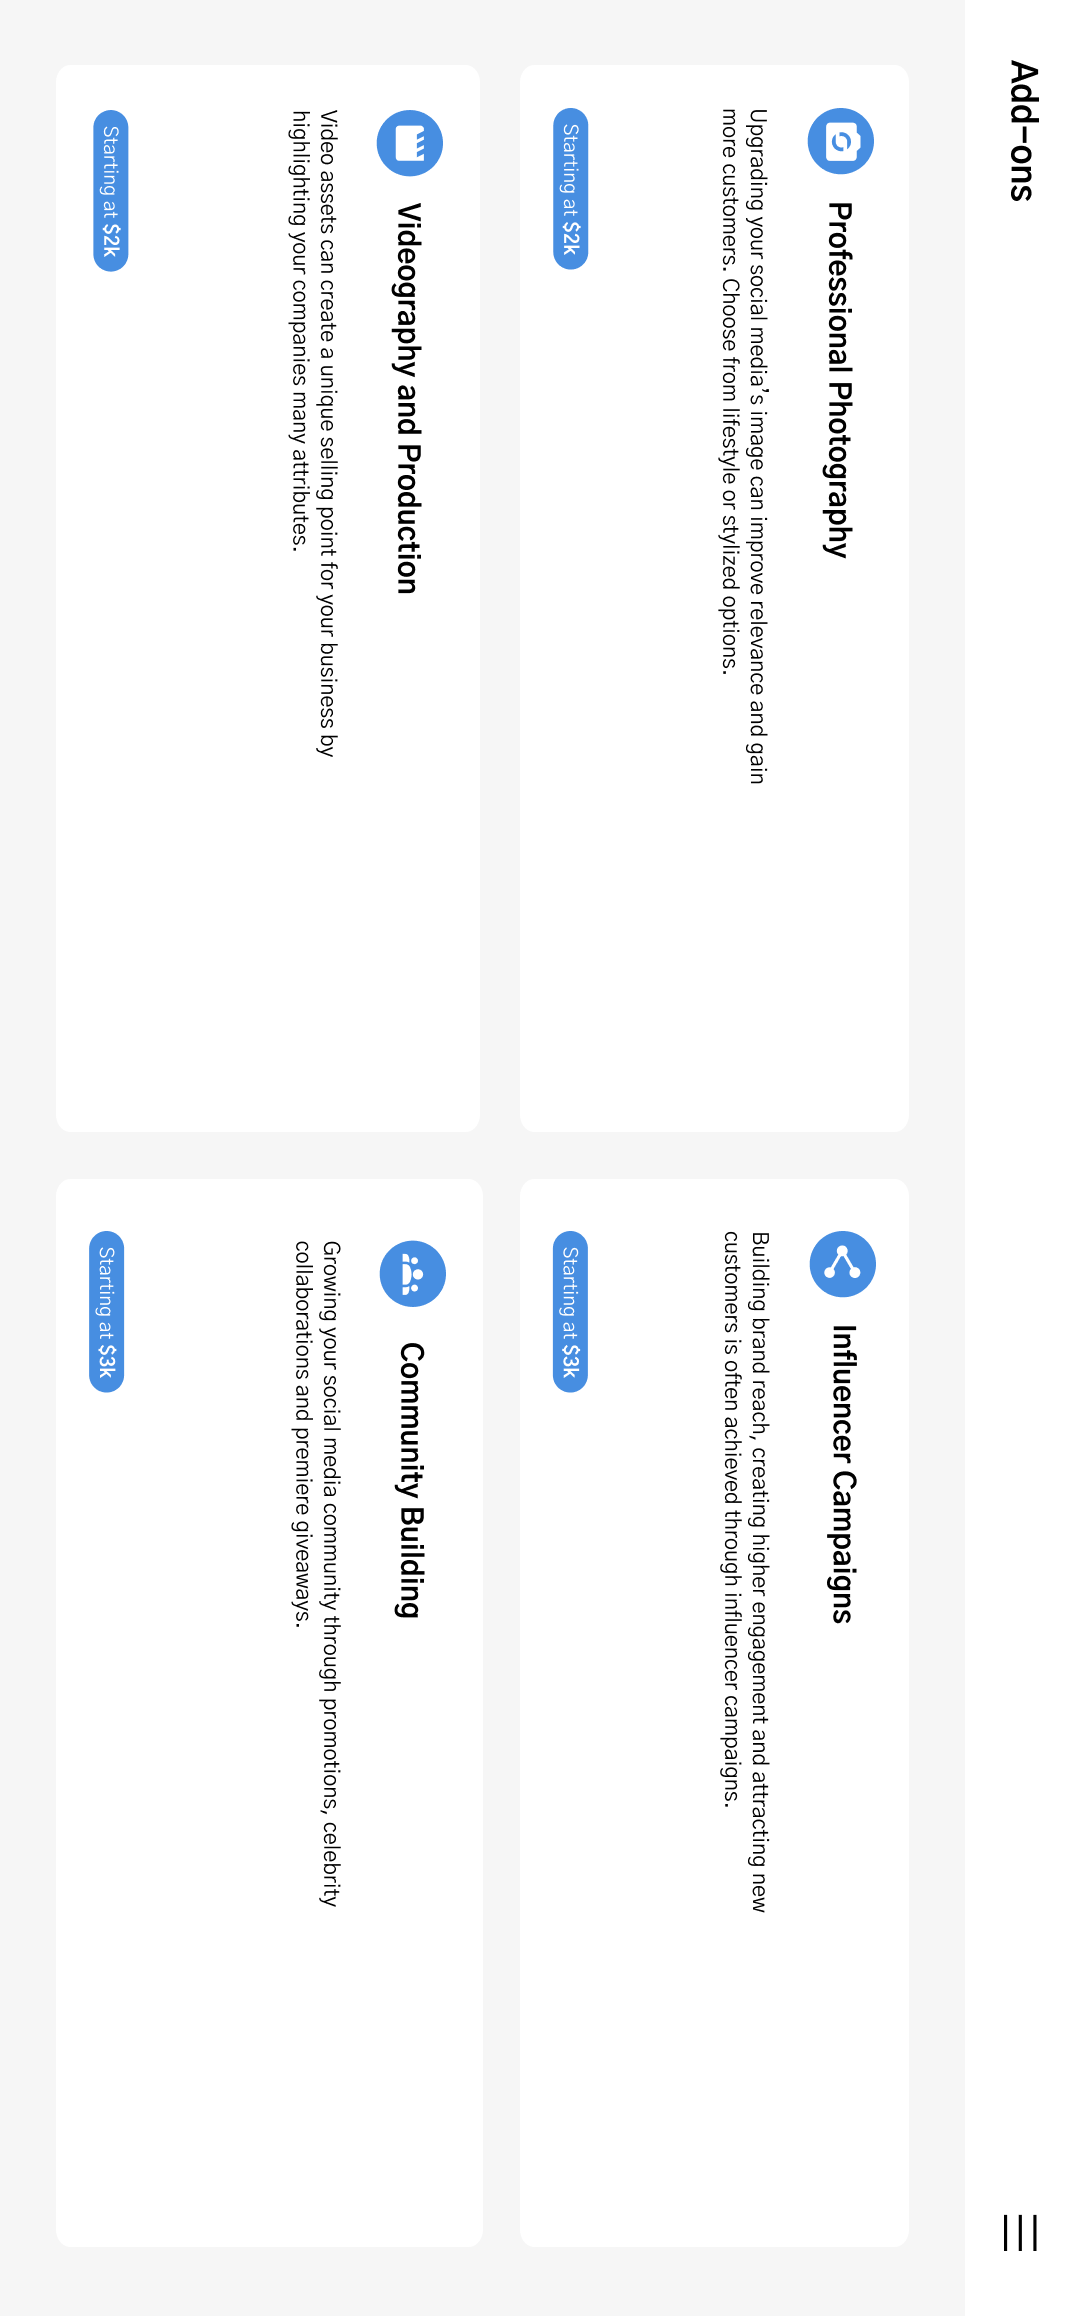 Add-ons
Professional Photography
Upgrading your social media’s image can improve relevance and gain
more customers. Choose from lifestyle or stylized options.
Starting at $2k
Influencer Campaigns
Building brand reach, creating higher engagement and attracting new
customers is often achieved through influencer campaigns.
Starting at $3k
Videography and Production
Video assets can create a unique selling point for your business by
highlighting your companies many attributes.
Starting at $2k
Community Building
Growing your social media community through promotions, celebrity
collaborations and premiere giveaways.
Starting at $3k